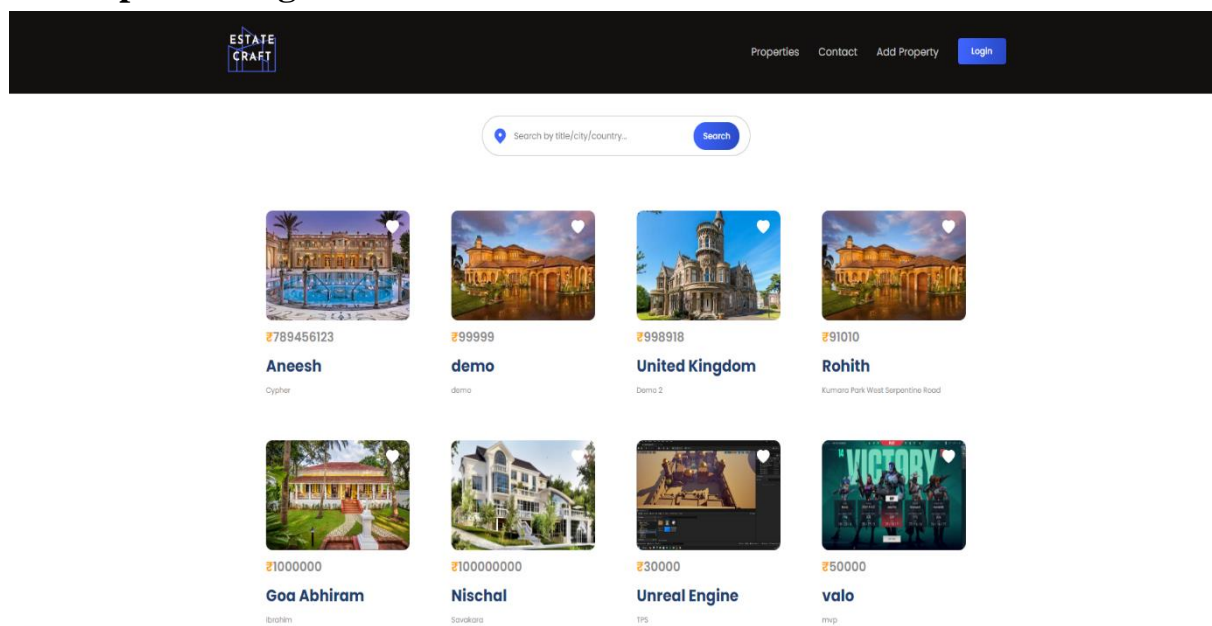 ESTATE
CRAFT
Properties Contact Add Property Login
Search by title/city/country... Search
₹789456123 ₹99999 ₹998918 ₹91010
Aneesh demo United Kingdom Rohith
Cypher demo Demo 2 Kumara Park West Serpentine Road
VICTORY
₹1000000 ₹100000000 ₹30000 ₹50000
Goa Abhiram Nischal Unreal Engine valo
Ibrahim Savakara TPS mvp